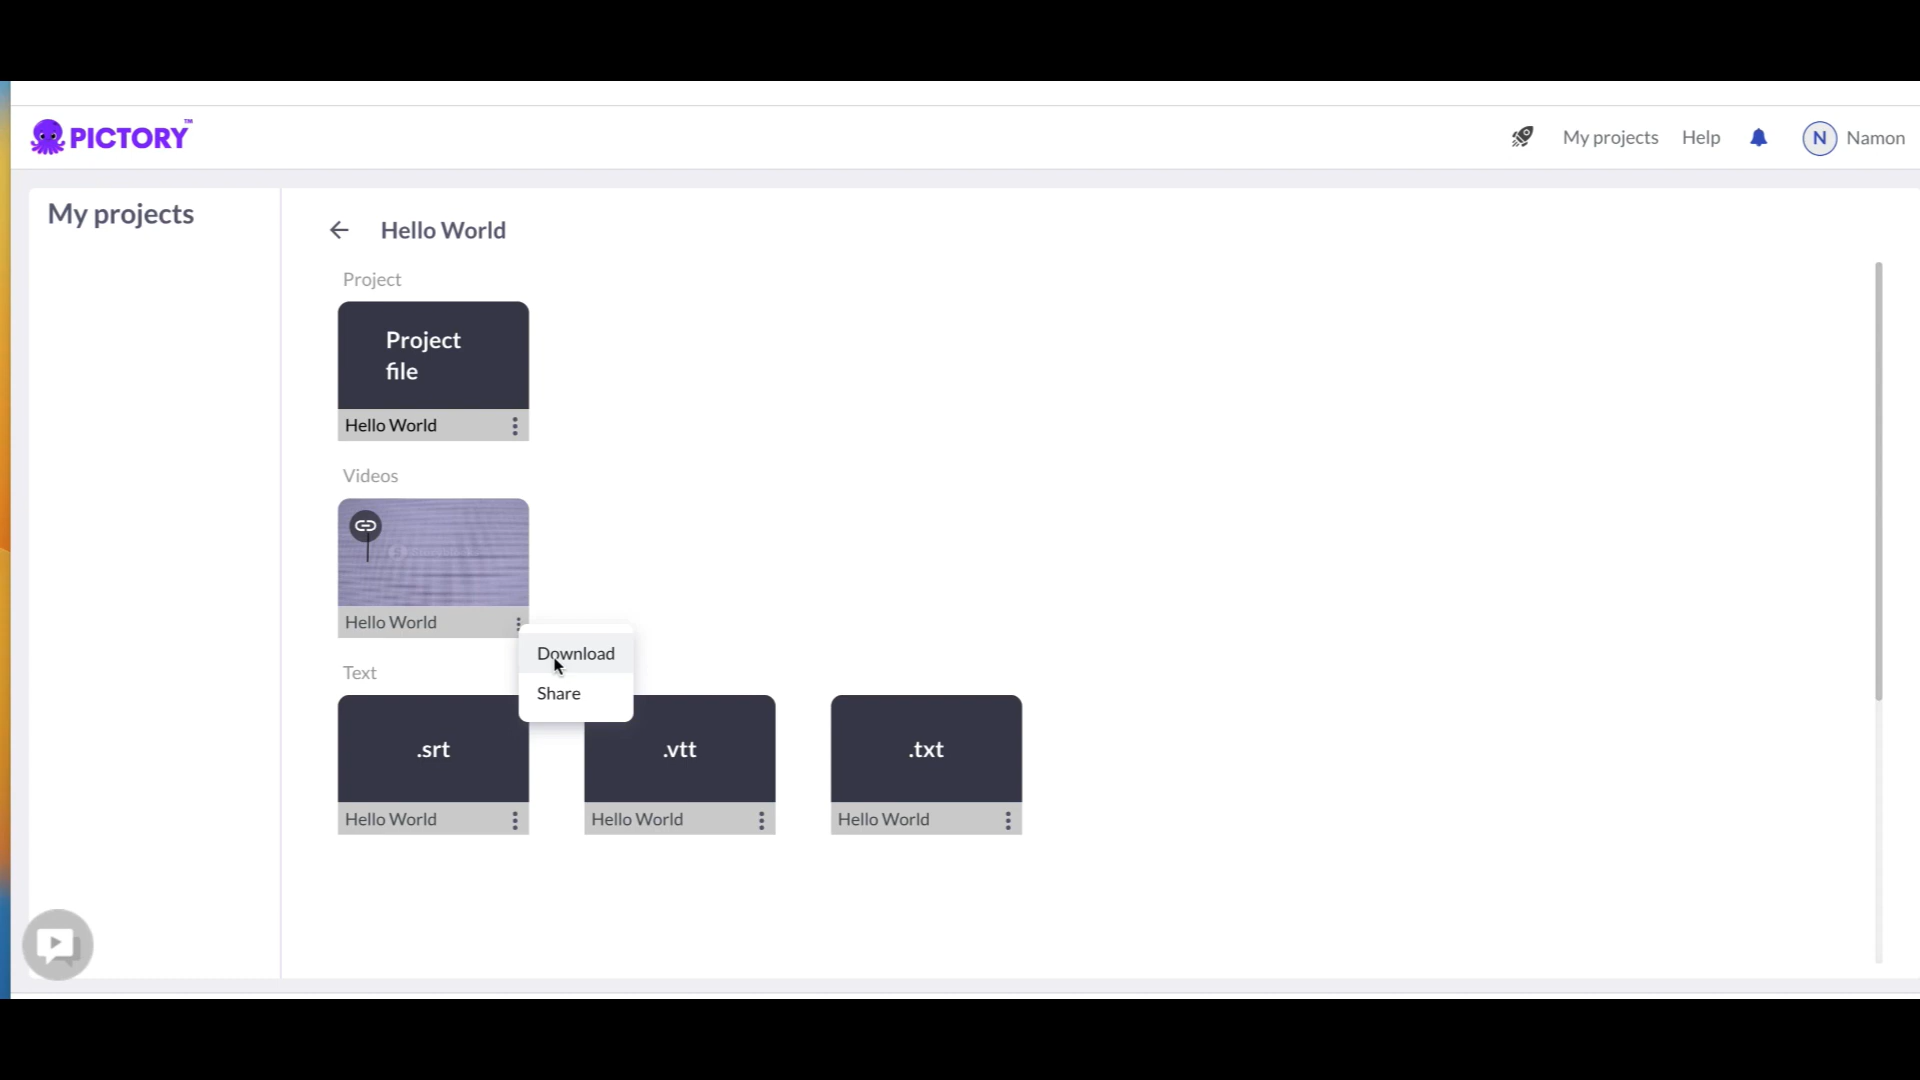 PICTORY™
My projects
Help
N
Namon
My projects
Hello World
Project
Project
file
Hello World
Videos
Hello World
Download
Share
Text
.srt
.vtt
.txt
Hello World
Hello World
Hello World